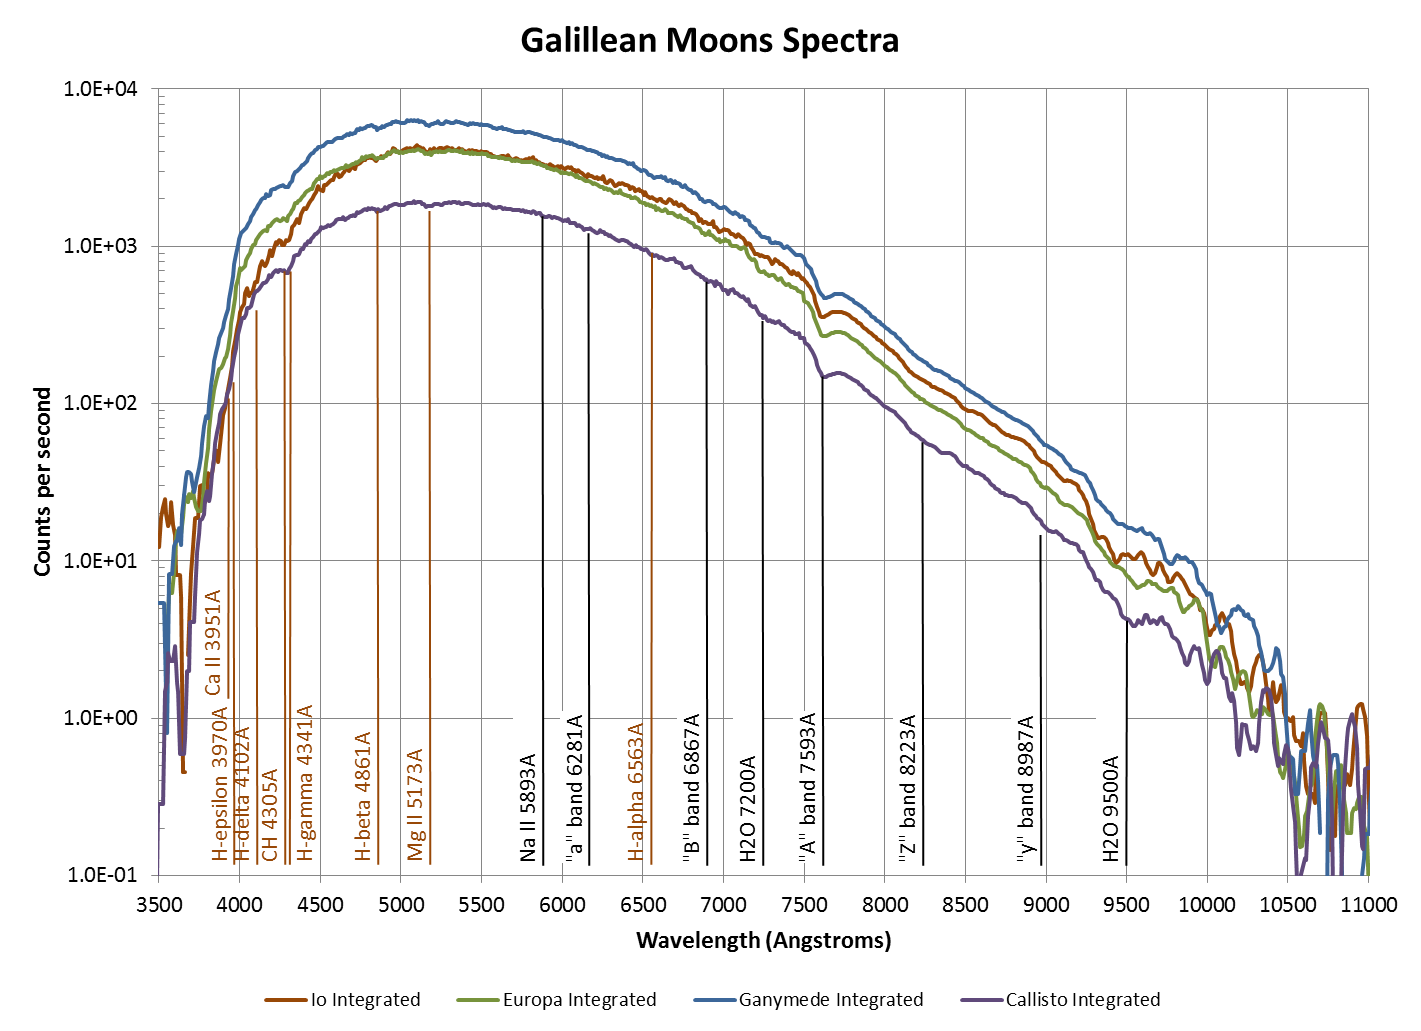 Galillean Moons Spectra
Counts per second
1.0E+04
1.0E+03
1.0E+02
1.0E+01
1.0E+00
1.0E-01
Ca II 3951A
H-epsilon 3970A
H-delta 4102A
CH 4305A
H-gamma 4341A
H-beta 4861A
Mg II 5173A
Na II 5893A
"a" band 6281A
H-alpha 6563A
"B" band 6867A
H2O 7200A
"A" band 7593A
"Z" band 8223A
"y" band 8987A
H2O 9500A
3500 4000 4500 5000 5500 6000 6500 7000 7500 8000 8500 9000 9500 10000 10500 11000
Wavelength (Angstroms)
Io Integrated Europa Integrated Ganymede Integrated Callisto Integrated